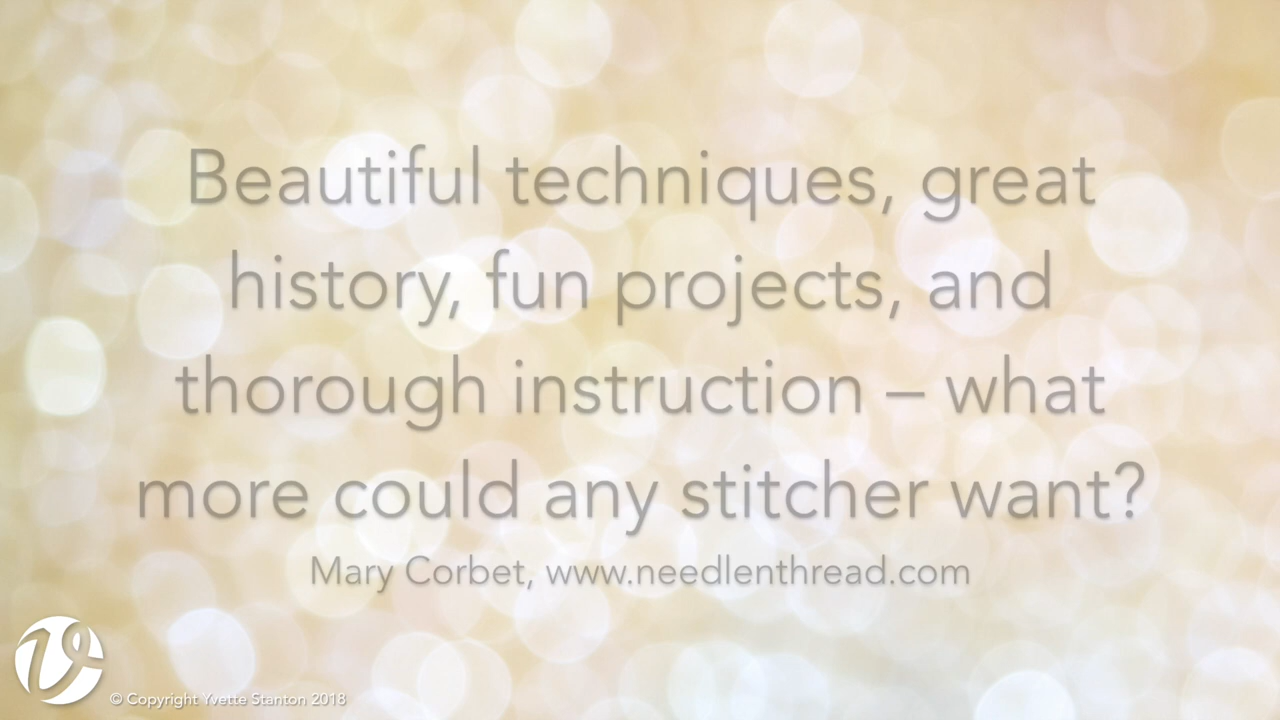 Beautiful techniques, great
history, fun projects, and
thorough instruction – what
more could any stitcher want?
Mary Corbet, www.needlenthread.com
© Copyright Yvette Stanton 2018